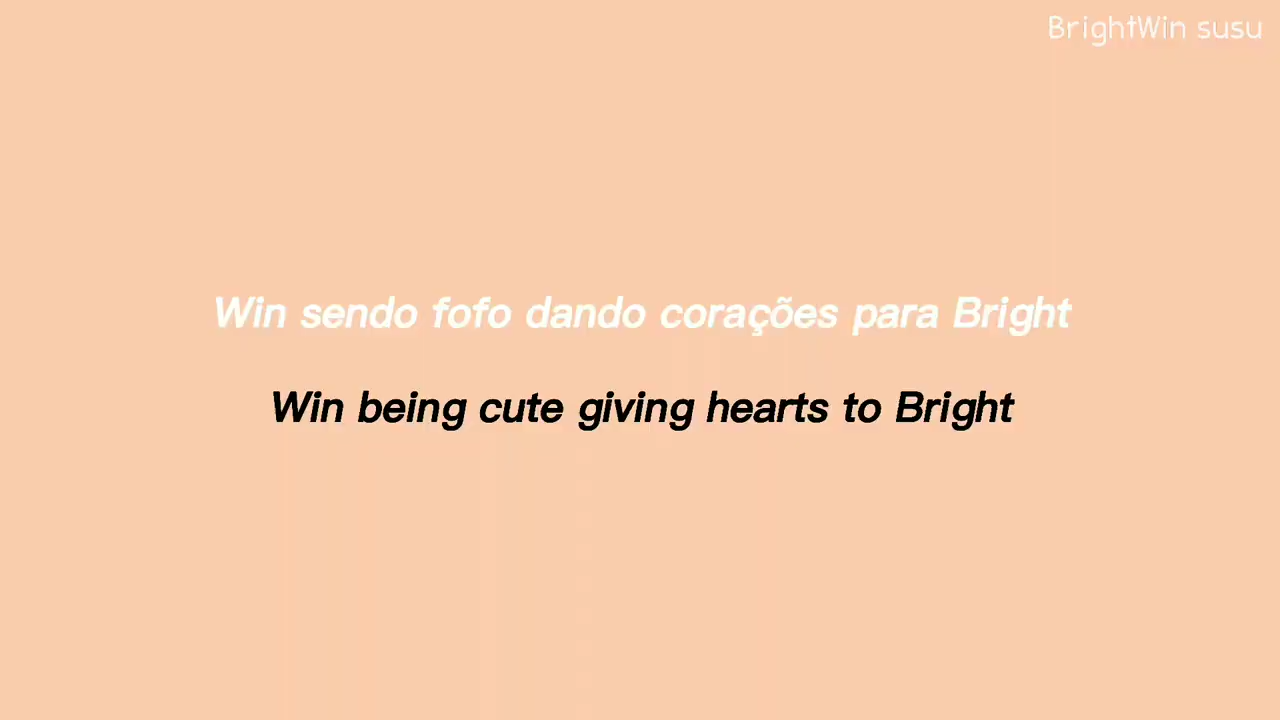 BrightWin susu
Win sendo fofo dando corações para Bright
Win being cute giving hearts to Bright